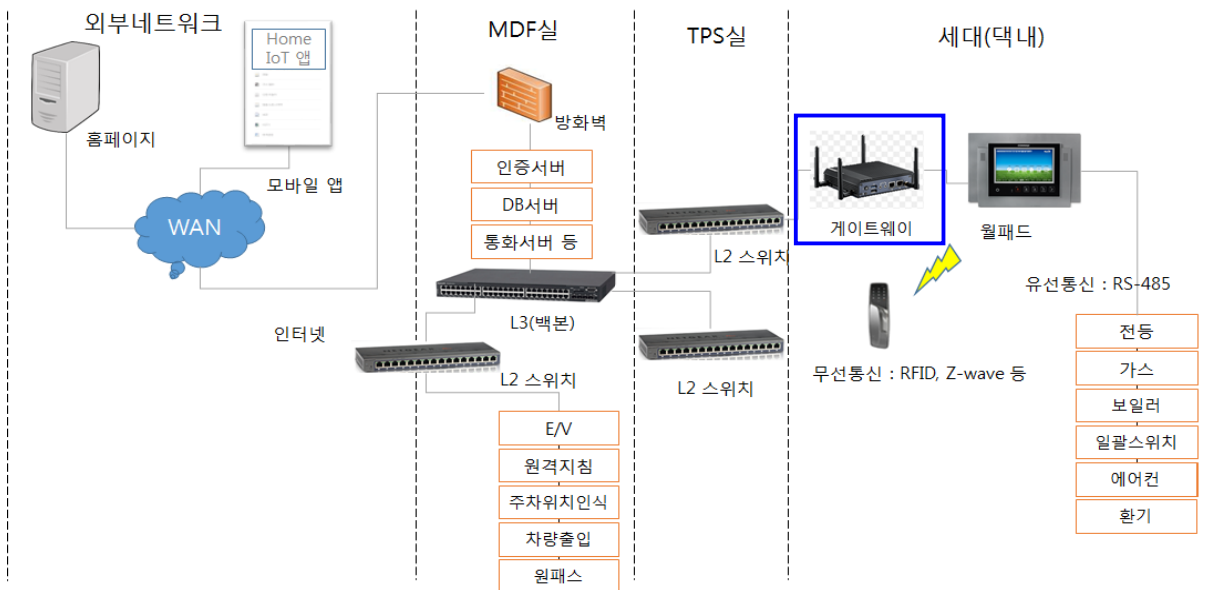 외부네트워크
MDF실
TPS실
세대(댁내)
Home
IoT 앱
홈페이지
모바일 앱
WAN
방화벽
인증서버
DB서버
통화서버 등
L3(백본)
인터넷
L2 스위치
E/V
원격지침
주차위치인식
차량출입
원패스
NETGEAR
L2 스위치
L2 스위치
게이트웨이
월패드
유선통신 : RS-485
무선통신 : RFID, Z-wave 등
전등
가스
보일러
일괄스위치
에어컨
환기